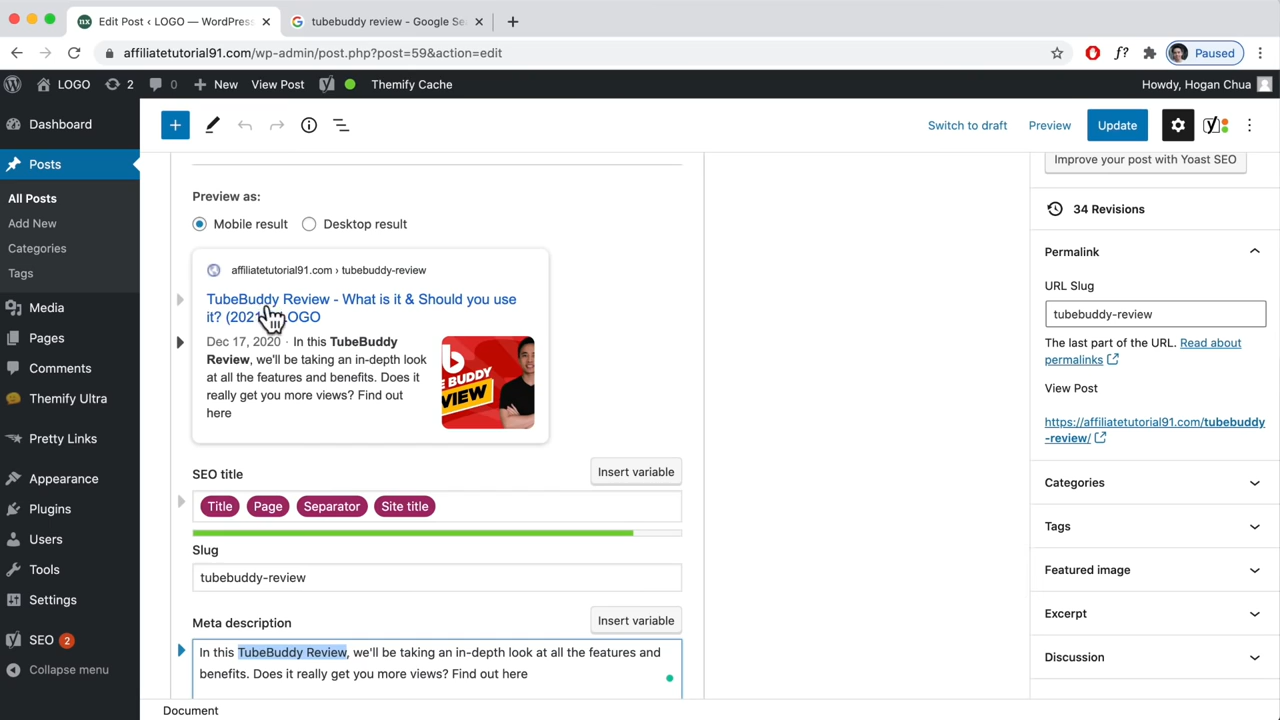 Edit Post ‹ LOGO — WordPress
tubebuddy review - Google Se
affiliatetutorial91.com/wp-admin/post.php?post=59&action=edit
f?
Paused
LOGO
2
0
New
View Post
Themify Cache
Howdy, Hogan Chua
Dashboard
Posts
All Posts
Add New
Categories
Tags
Media
Pages
Comments
Themify Ultra
Pretty Links
Appearance
Plugins
Users
Tools
Settings
SEO 2
Collapse menu
Switch to draft
Preview
Update
Preview as:
Mobile result
Desktop result
affiliatetutorial91.com › tubebuddy-review
TubeBuddy Review - What is it & Should you use
it? (2021 LOGO
Dec 17, 2020 · In this TubeBuddy
Review, we'll be taking an in-depth look
at all the features and benefits. Does it
really get you more views? Find out
here
E BUDDY
VIEW
SEO title
Insert variable
Title
Page
Separator
Site title
Slug
tubebuddy-review
Meta description
Insert variable
In this TubeBuddy Review, we'll be taking an in-depth look at all the features and
benefits. Does it really get you more views? Find out here
Document
Improve your post with Yoast SEO
34 Revisions
Permalink
URL Slug
tubebuddy-review
The last part of the URL. Read about
permalinks
View Post
https://affiliatetutorial91.com/tubebuddy
-review/
Categories
Tags
Featured image
Excerpt
Discussion